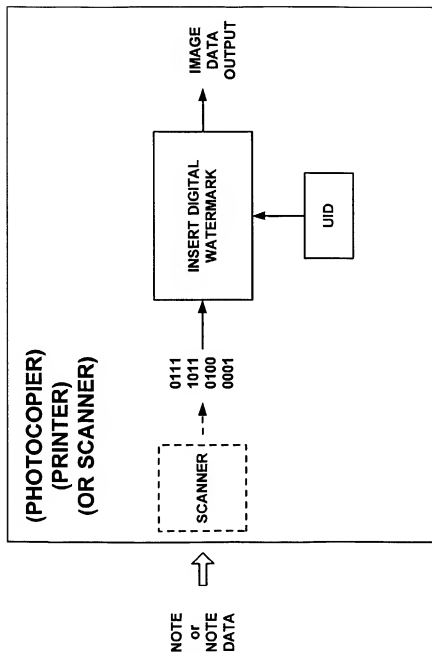 (PHOTOCOPIER)
(PRINTER)
(OR SCANNER)
NOTE
or
NOTE
DATA
SCANNER
0111
1011
0100
0001
INSERT DIGITAL
WATERMARK
UID
IMAGE
DATA
OUTPUT